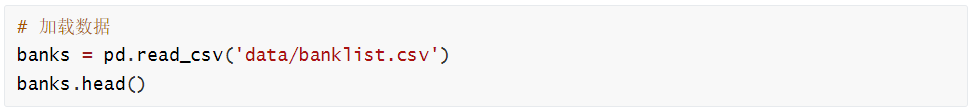 # 加载数据
banks = pd.read_csv('data/banklist.csv')
banks.head()